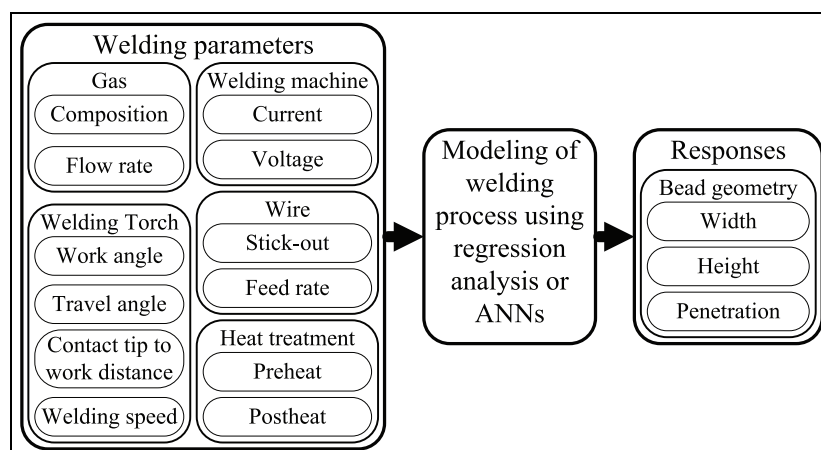 Welding parameters
Gas
Composition
Flow rate
Welding Torch
Work angle
Travel angle
Contact tip to
work distance
Welding speed
Welding machine
Current
Voltage
Wire
Stick-out
Feed rate
Heat treatment
Preheat
Postheat
Modeling of
welding
process using
regression
analysis or
ANNs
Responses
Bead geometry
Width
Height
Penetration